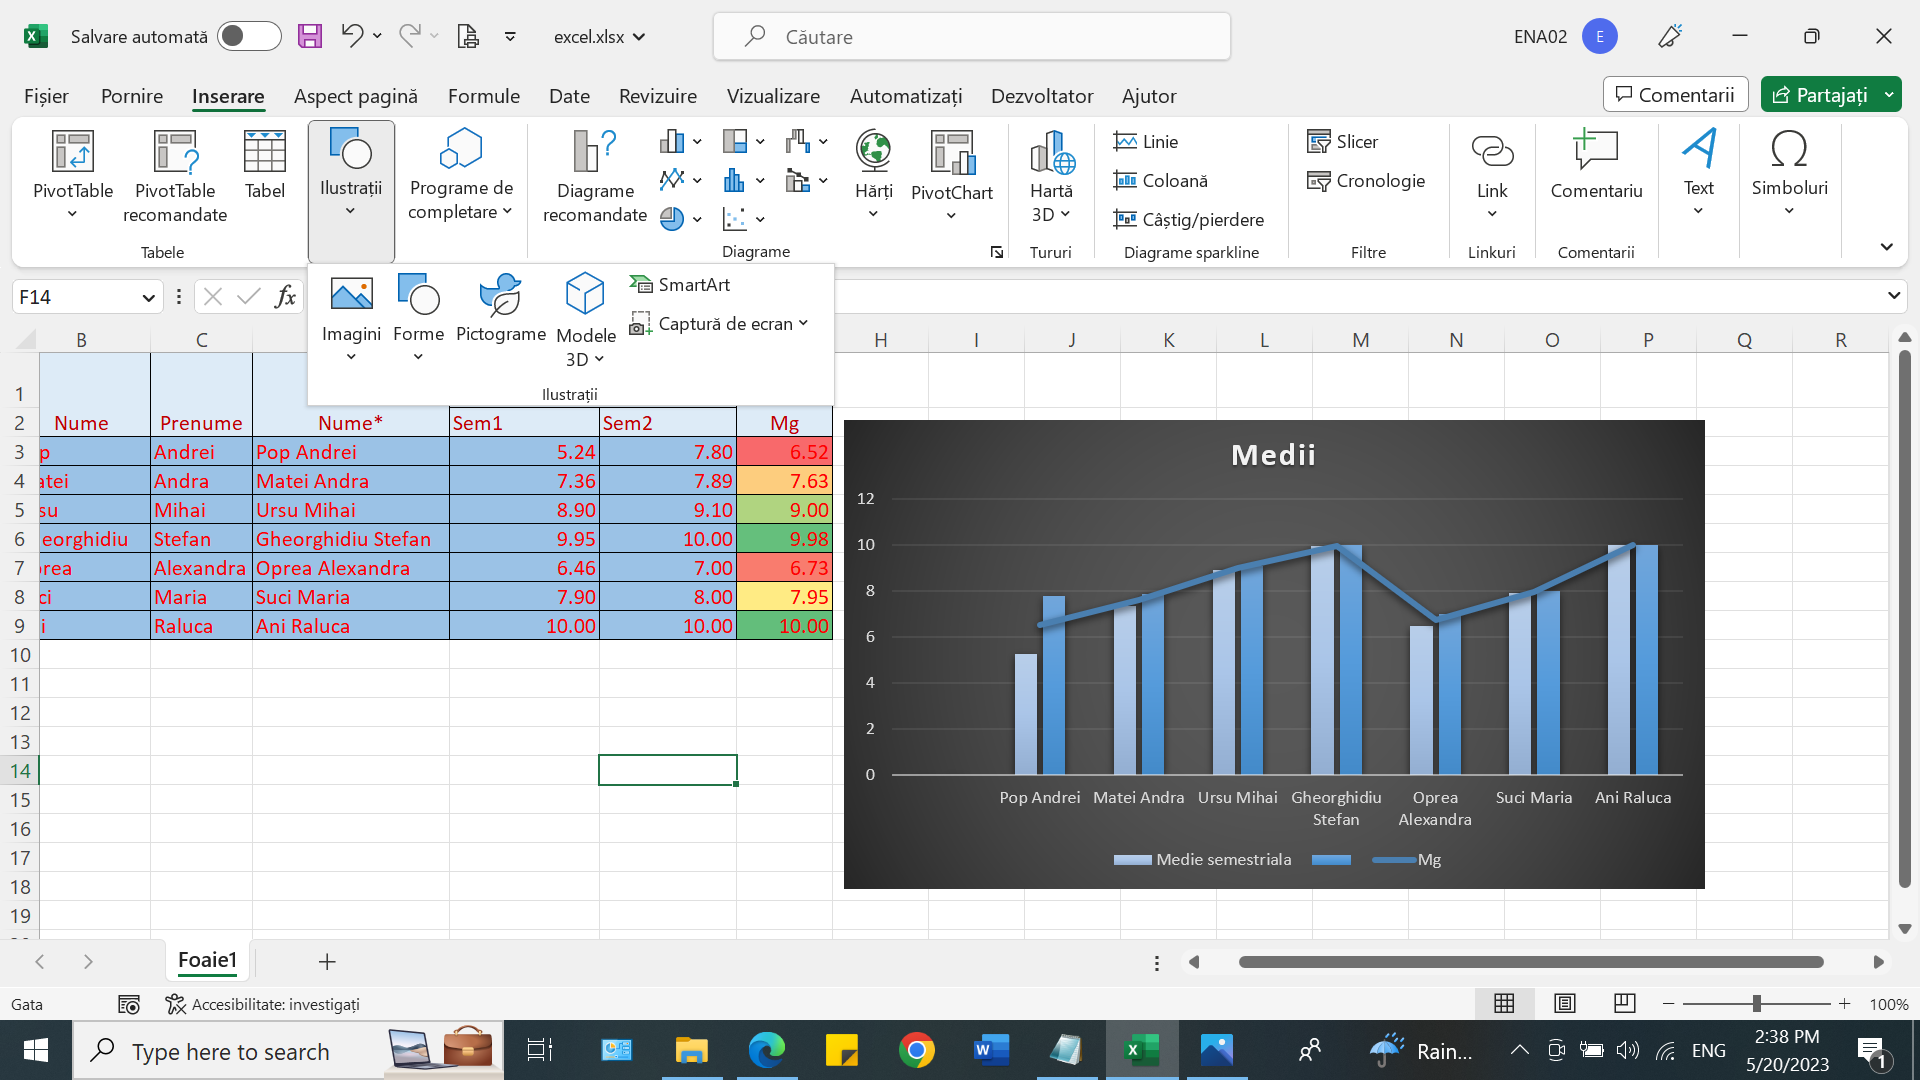 Salvare automată
excel.xlsx
Căutare
ENA02
E
Fișier Pornire Inserare Aspect pagină Formule Date Revizuire Vizualizare Automatizați Dezvoltator Ajutor
Comentarii
Partajați
PivotTable
PivotTable
recomandate
Tabel
Tabele
Ilustrații
Programe de
completare
Diagrame
recomandate
Hărți
PivotChart
Diagrame
Hartă
3D
Tururi
Linie
Coloană
Câștig/pierdere
Diagrame sparkline
Slicer
Cronologie
Filtre
Link
Linkuri
Comentariu
Comentarii
Text
Simboluri
Imagini
Forme
Pictograme
Modele
3D
SmartArt
Captură de ecran
Ilustrații
F14
fx
B C H I J K L M N O P Q R
1
2 Nume Prenume Nume* Sem1 Sem2 Mg
3 p Andrei Pop Andrei 5.24 7.80 6.52
4 atei Andra Matei Andra 7.36 7.89 7.63
5 su Mihai Ursu Mihai 8.90 9.10 9.00
6 eorghidiu Stefan Gheorghidiu Stefan 9.95 10.00 9.98
7 rea Alexandra Oprea Alexandra 6.46 7.00 6.73
8 ci Maria Suci Maria 7.90 8.00 7.95
9 i Raluca Ani Raluca 10.00 10.00 10.00
10
11
12
13
14
15
16
17
18
19
Medii
12
10
8
6
4
2
0
Pop Andrei Matei Andra Ursu Mihai Gheorghidiu Oprea Suci Maria Ani Raluca
Stefan Alexandra
Medie semestriala Mg
Foaie1
Gata
Accesibilitate: investigați
100%
Type here to search
Rain...
ENG
2:38 PM
5/20/2023
1